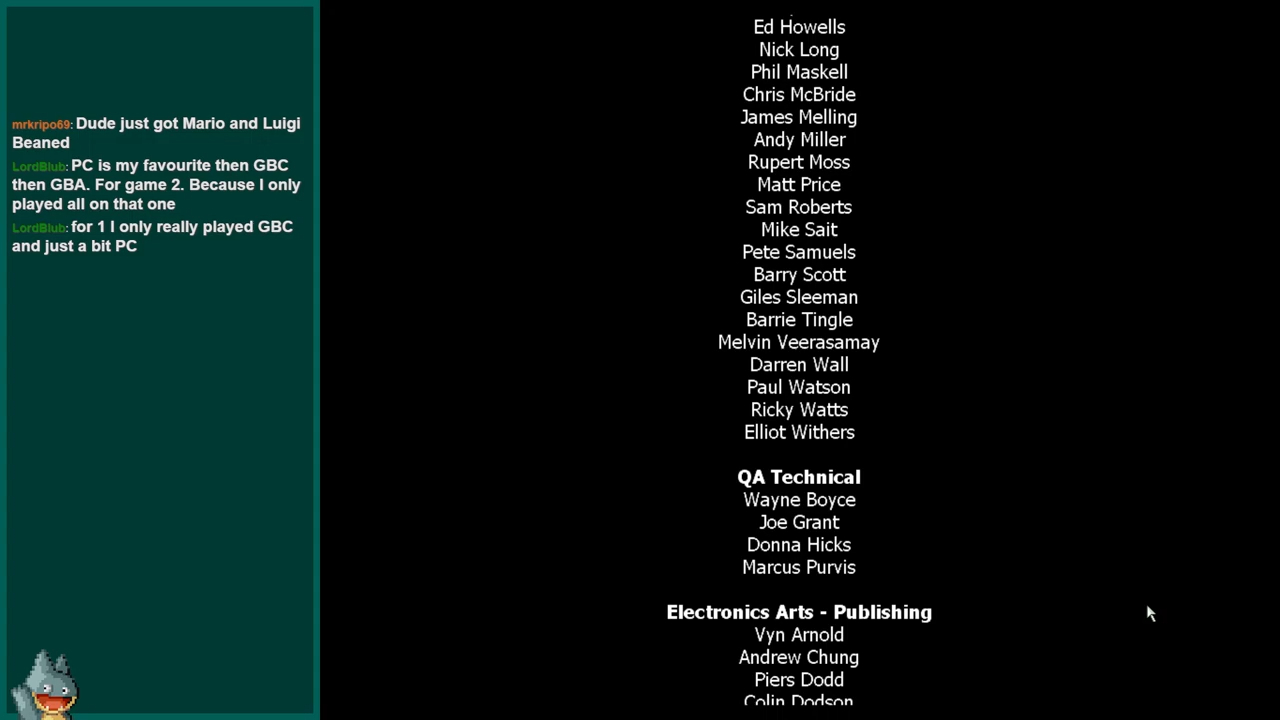 mrkripo69: Dude just got Mario and Luigi
Beaned
LordBlub: PC is my favourite then GBC
then GBA. For game 2. Because I only
played all on that one
LordBlub: for 1 I only really played GBC
and just a bit PC
Ed Howells
Nick Long
Phil Maskell
Chris McBride
James Melling
Andy Miller
Rupert Moss
Matt Price
Sam Roberts
Mike Sait
Pete Samuels
Barry Scott
Giles Sleeman
Barrie Tingle
Melvin Veerasamay
Darren Wall
Paul Watson
Ricky Watts
Elliot Withers
QA Technical
Wayne Boyce
Joe Grant
Donna Hicks
Marcus Purvis
Electronics Arts - Publishing
Vyn Arnold
Andrew Chung
Piers Dodd
Colin Dodson